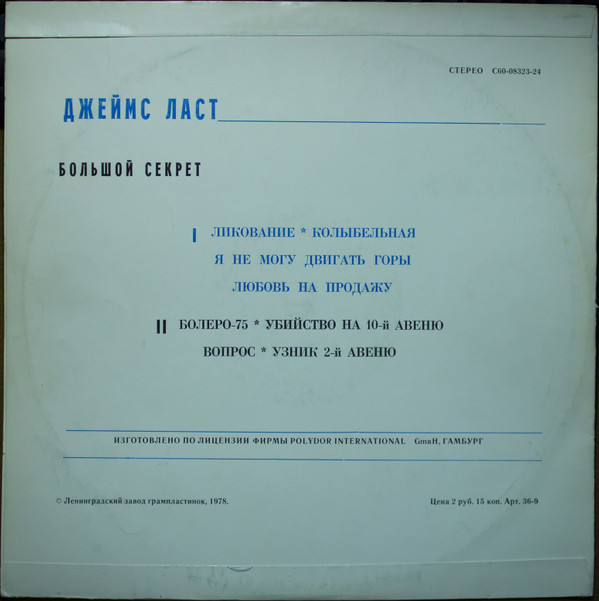 СТЕРЕО С60-08323-24
ДЖЕЙМС ЛАСТ
БОЛЬШОЙ СЕКРЕТ
I ЛИКОВАНИЕ * КОЛЫБЕЛЬНАЯ
Я НЕ МОГУ ДВИГАТЬ ГОРЫ
ЛЮБОВЬ НА ПРОДАЖУ
II БОЛЕРО-75 * УБИЙСТВО НА 10-й АВЕНЮ
ВОПРОС * УЗНИК 2-й АВЕНЮ
ИЗГОТОВЛЕНО ПО ЛИЦЕНЗИИ ФИРМЫ POLYDOR INTERNATIONAL GmbH, ГАМБУРГ
© Ленинградский завод грампластинок, 1978. Цена 2 руб. 15 коп. Арт. 36-9